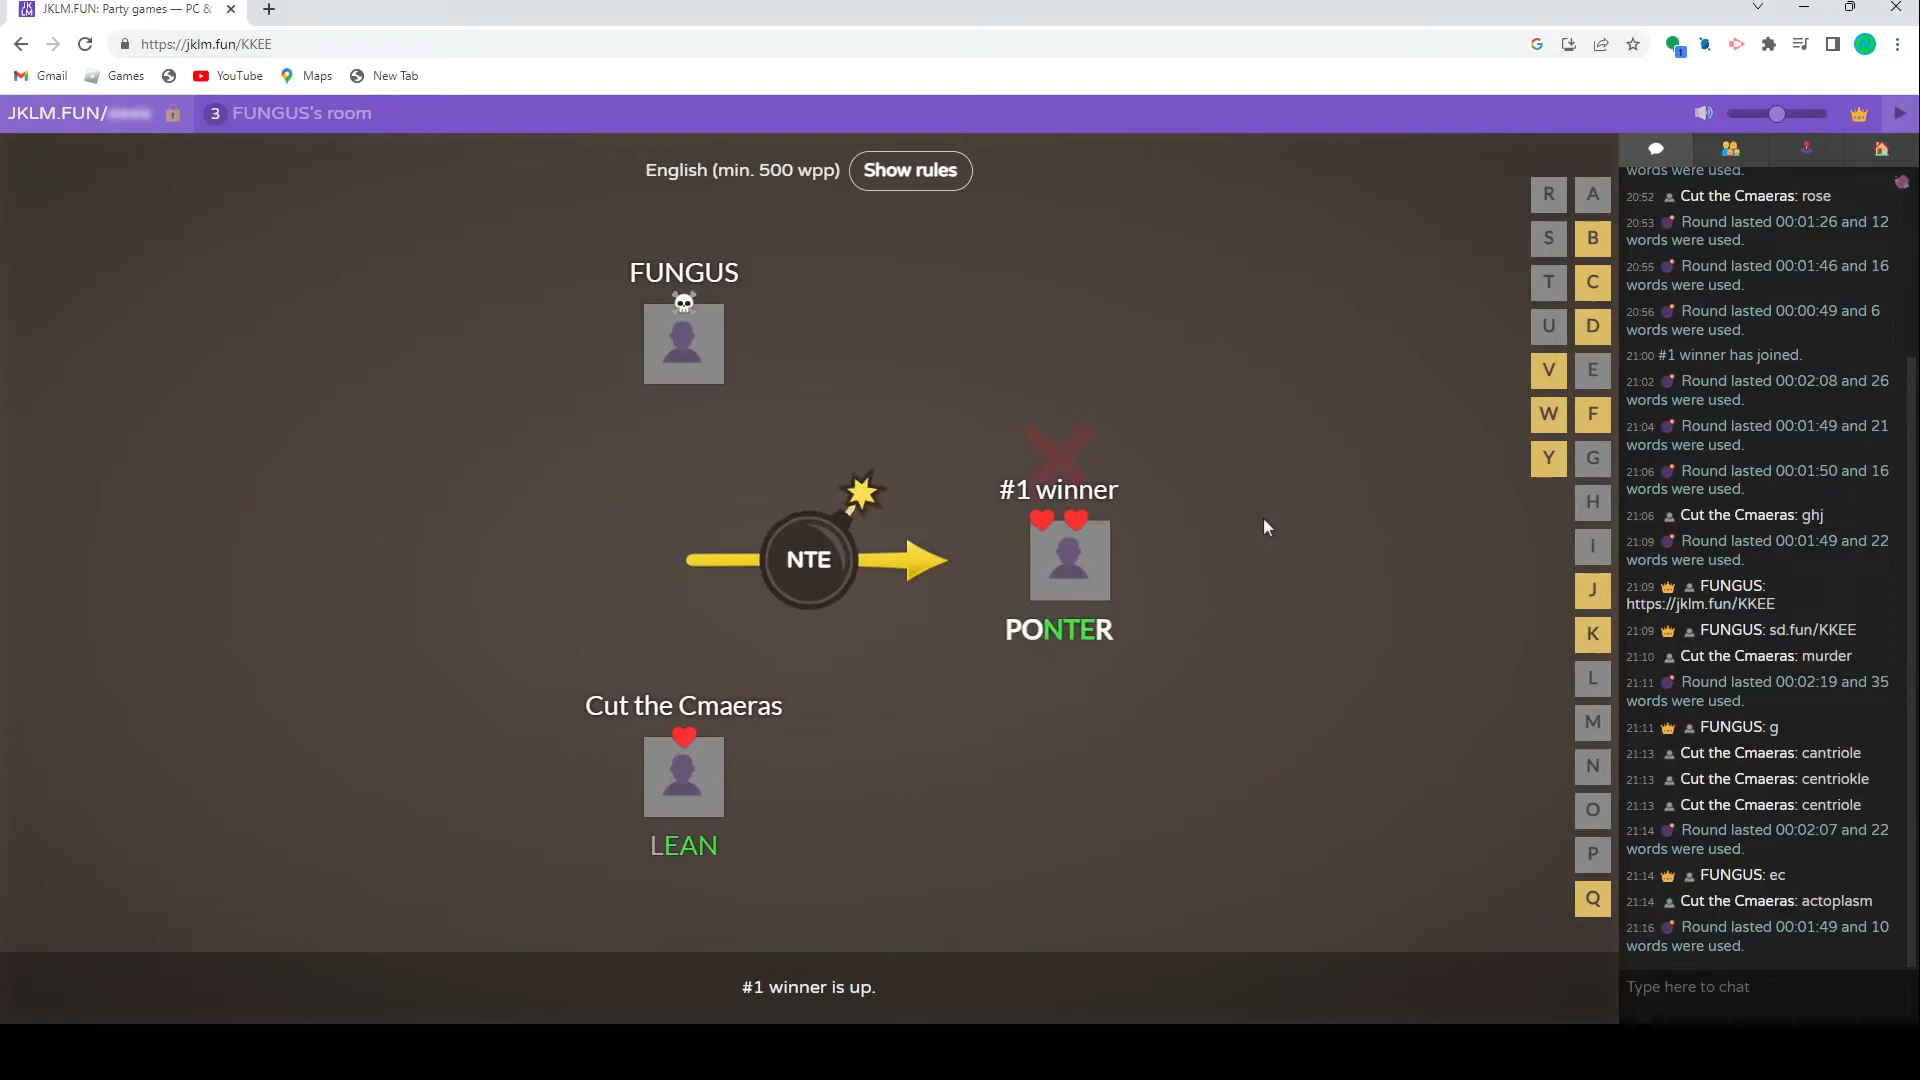 JKLM.FUN: Party games — PC &
https://jklm.fun/KKEE
1
Gmail
Games
YouTube
Maps
New Tab
JKLM.FUN/
3 FUNGUS's room
English (min. 500 wpp)
Show rules
FUNGUS
#1 winner
NTE
PONTER
Cut the Cmaeras
LEAN
#1 winner is up.
R A
S B
T C
U D
V E
W F
Y G
H
I
J
K
L
M
N
O
P
Q
words were used.
20:52 Cut the Cmaeras: rose
20:53 Round lasted 00:01:26 and 12
words were used.
20:55 Round lasted 00:01:46 and 16
words were used.
20:56 Round lasted 00:00:49 and 6
words were used.
21:00 #1 winner has joined.
21:02 Round lasted 00:02:08 and 26
words were used.
21:04 Round lasted 00:01:49 and 21
words were used.
21:06 Round lasted 00:01:50 and 16
words were used.
21:06 Cut the Cmaeras: ghj
21:09 Round lasted 00:01:49 and 22
words were used.
21:09 FUNGUS:
https://jklm.fun/KKEE
21:09 FUNGUS: sd.fun/KKEE
21:10 Cut the Cmaeras: murder
21:11 Round lasted 00:02:19 and 35
words were used.
21:11 FUNGUS: g
21:13 Cut the Cmaeras: cantriole
21:13 Cut the Cmaeras: centriokle
21:13 Cut the Cmaeras: centriole
21:14 Round lasted 00:02:07 and 22
words were used.
21:14 FUNGUS: ec
21:14 Cut the Cmaeras: actoplasm
21:16 Round lasted 00:01:49 and 10
words were used.
Type here to chat